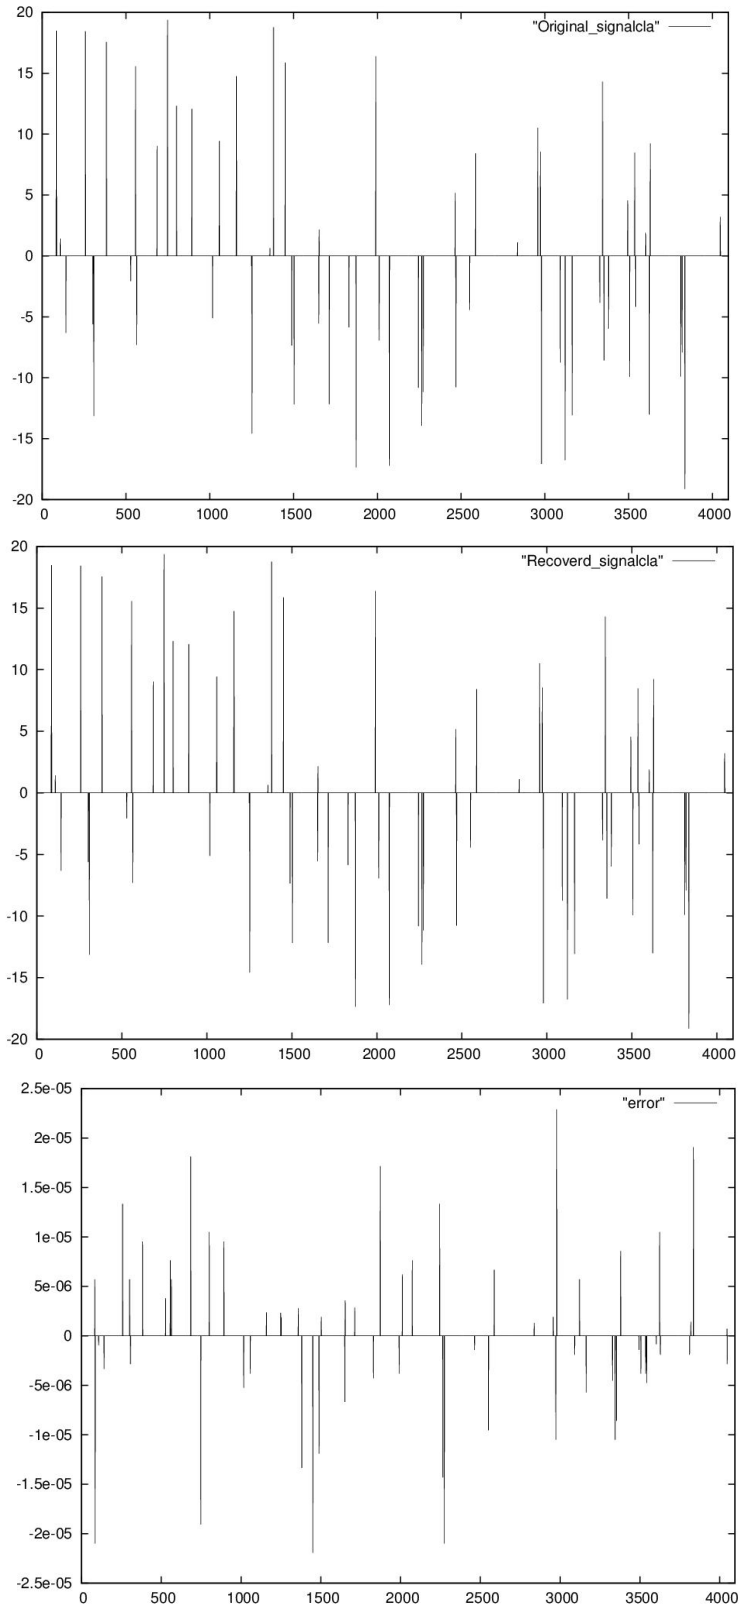 "Original_signalcla"
20
15
10
5
0
-5
-10
-15
-20
0 500 1000 1500 2000 2500 3000 3500 4000
"Recoverd_signalcla"
20
15
10
5
0
-5
-10
-15
-20
0 500 1000 1500 2000 2500 3000 3500 4000
"error"
2.5e-05
2e-05
1.5e-05
1e-05
5e-06
0
-5e-06
-1e-05
-1.5e-05
-2e-05
-2.5e-05
0 500 1000 1500 2000 2500 3000 3500 4000